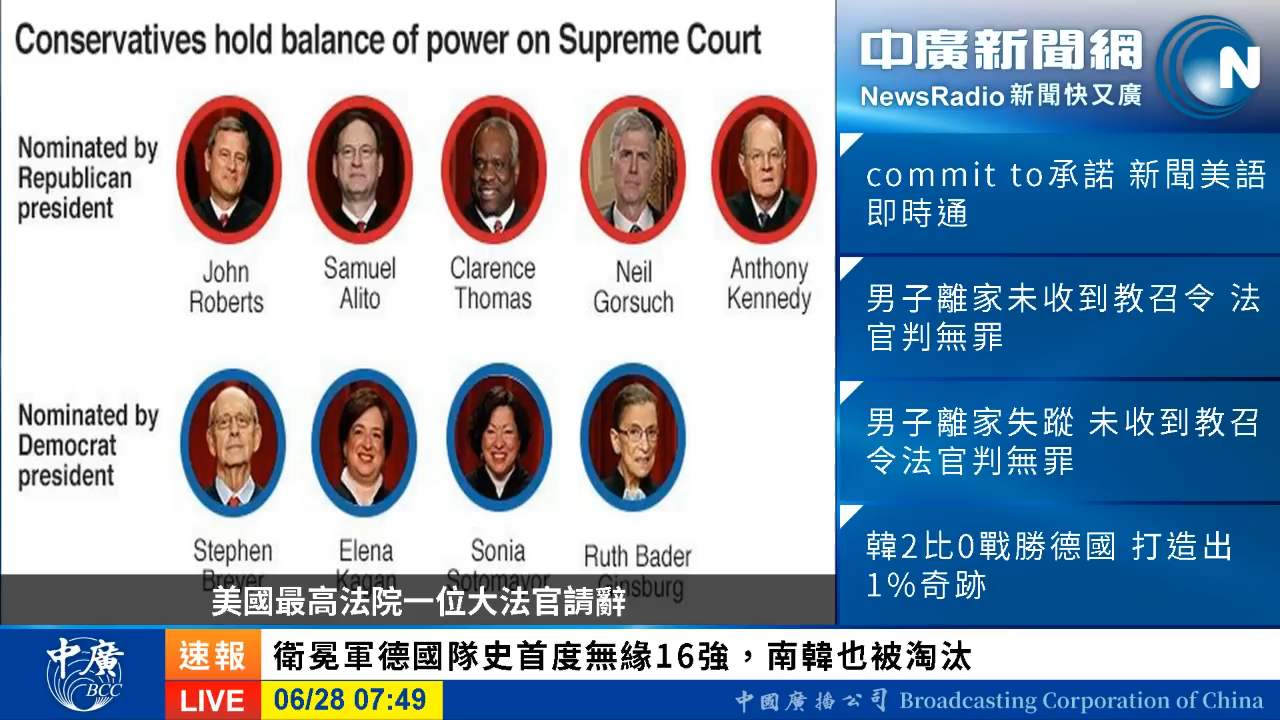 Conservatives hold balance of power on Supreme Court
Nominated by
Republican
president
John
Roberts
Samuel
Alito
Clarence
Thomas
Neil
Gorsuch
Anthony
Kennedy
Nominated by
Democrat
president
Stephen
Breyer
Elena
Kagan
Sonia
Sotomayor
Ruth Bader
Ginsburg
美國最高法院一位大法官請辭
中廣新聞網
NewsRadio 新聞快又廣
N
commit to承諾 新聞美語
即時通
男子離家未收到教召令 法
官判無罪
男子離家失蹤 未收到教召
令法官判無罪
韓2比0戰勝德國 打造出
1%奇跡
中廣
BCC
速報
衛冕軍德國隊史首度無緣16強，南韓也被淘汰
LIVE
06/28 07:49
中國廣播公司 Broadcasting Corporation of China